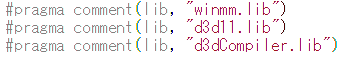 #pragma comment(lib, "winmm.lib")
#pragma comment(lib, "d3d11.lib")
#pragma comment(lib, "d3dCompiler.lib")